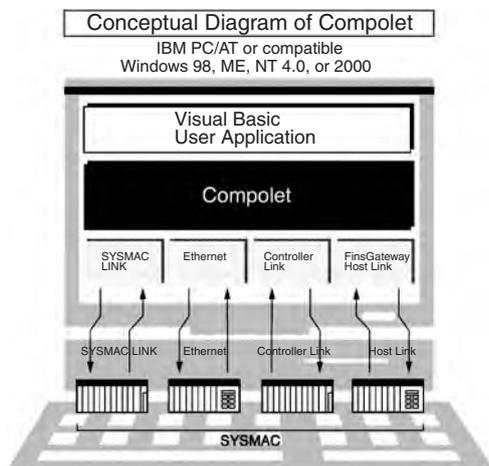 Conceptual Diagram of Compolet
IBM PC/AT or compatible
Windows 98, ME, NT 4.0, or 2000
Visual Basic
User Application
Compolet
SYSMAC
LINK
Ethernet
Controller
Link
FinsGateway
Host Link
SYSMAC LINK
Ethernet
Controller Link
Host Link
SYSMAC